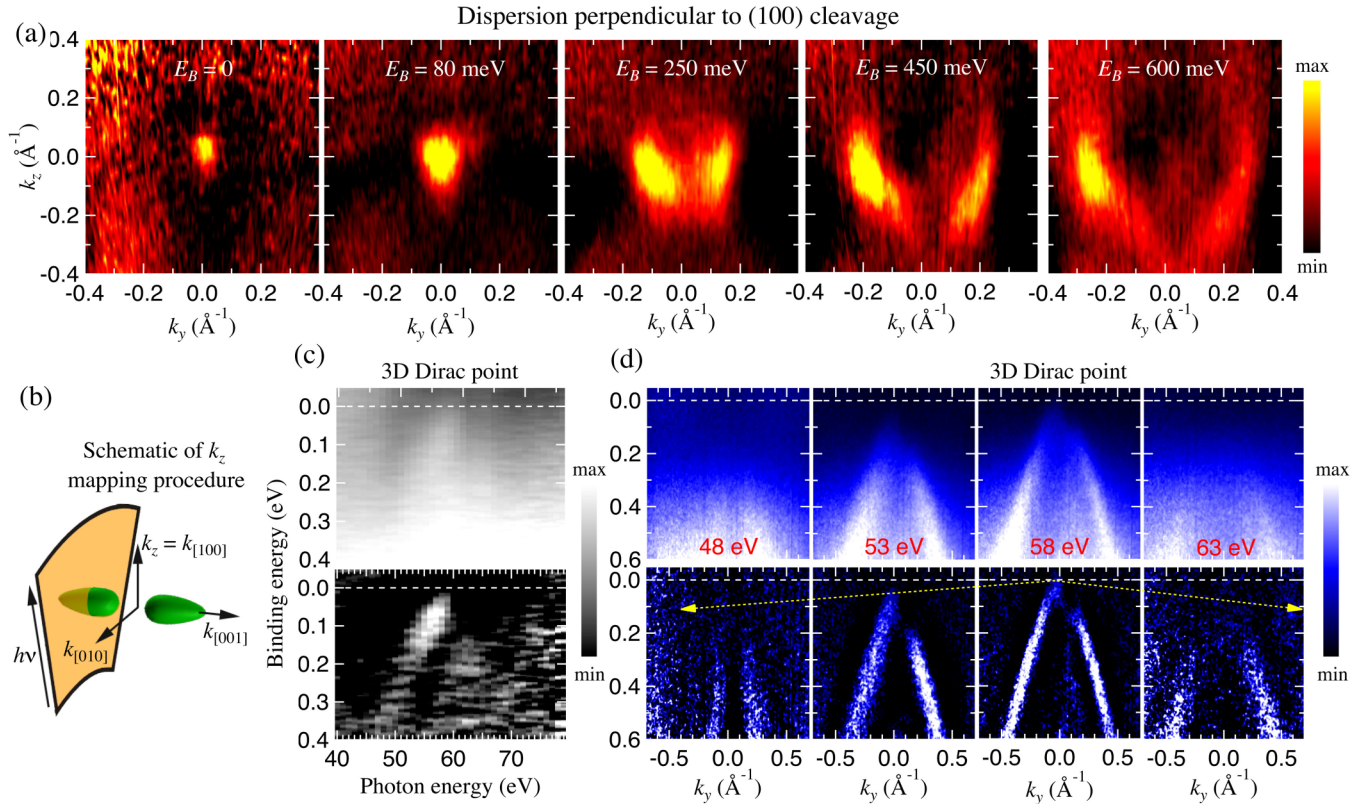 Dispersion perpendicular to (100) cleavage
(a)
E_B = 0
E_B = 80 meV
E_B = 250 meV
E_B = 450 meV
E_B = 600 meV
0.4
0.2
0.0
-0.2
-0.4
k_z (Å⁻¹)
-0.4 -0.2 0.0 0.2
-0.4 -0.2 0.0 0.2
-0.4 -0.2 0.0 0.2
-0.4 -0.2 0.0 0.2
-0.4 -0.2 0.0 0.2 0.4
k_y (Å⁻¹)
k_y (Å⁻¹)
k_y (Å⁻¹)
k_y (Å⁻¹)
k_y (Å⁻¹)
max
min
(b)
Schematic of k_z
mapping procedure
k_z = k_[100]
k_[001]
k_[010]
hν
(c)
3D Dirac point
0.0
0.1
0.2
0.3
0.4
0.0
0.1
0.2
0.3
0.4
Binding energy (eV)
40 50 60 70
Photon energy (eV)
max
min
(d)
3D Dirac point
0.0
0.2
0.4
0.6
48 eV
53 eV
58 eV
63 eV
0.0
0.2
0.4
0.6
-0.5 0.0 0.5
-0.5 0.0 0.5
-0.5 0.0 0.5
-0.5 0.0 0.5
k_y (Å⁻¹)
k_y (Å⁻¹)
k_y (Å⁻¹)
k_y (Å⁻¹)
max
min